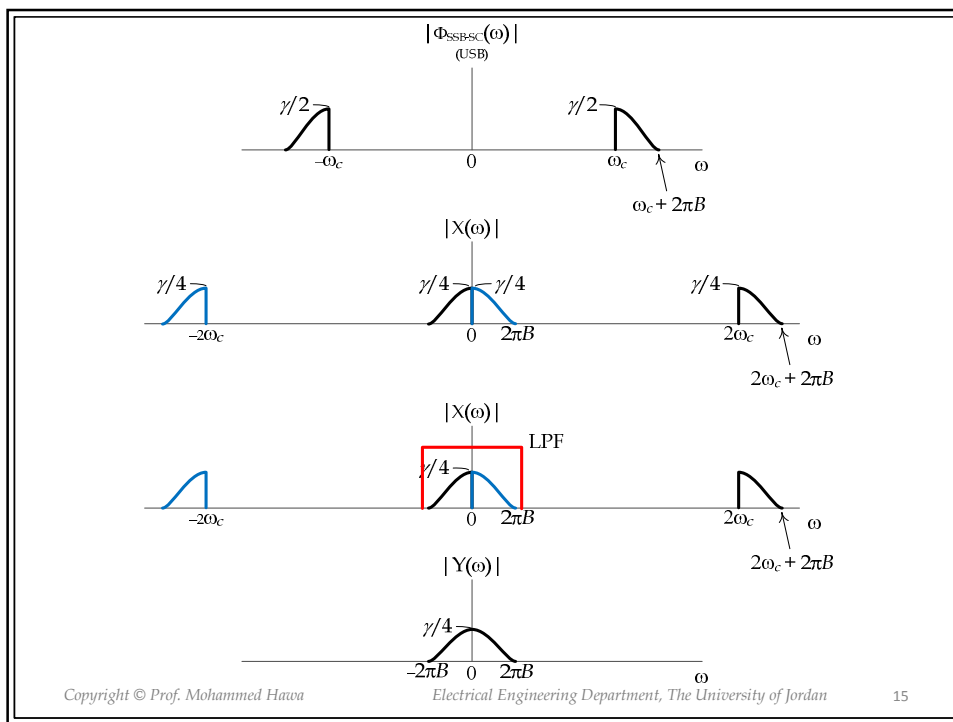 |Φ_SSB-SC(ω)|
(USB)
γ/2 γ/2
−ω_c 0 ω_c ω
ω_c + 2πB
|X(ω)|
γ/4 γ/4 γ/4 γ/4
−2ω_c 0 2πB 2ω_c ω
2ω_c + 2πB
|X(ω)|
LPF
γ/4
−2ω_c 0 2πB 2ω_c ω
2ω_c + 2πB
|Y(ω)|
γ/4
−2πB 0 2πB ω
Copyright © Prof. Mohammed Hawa Electrical Engineering Department, The University of Jordan 15